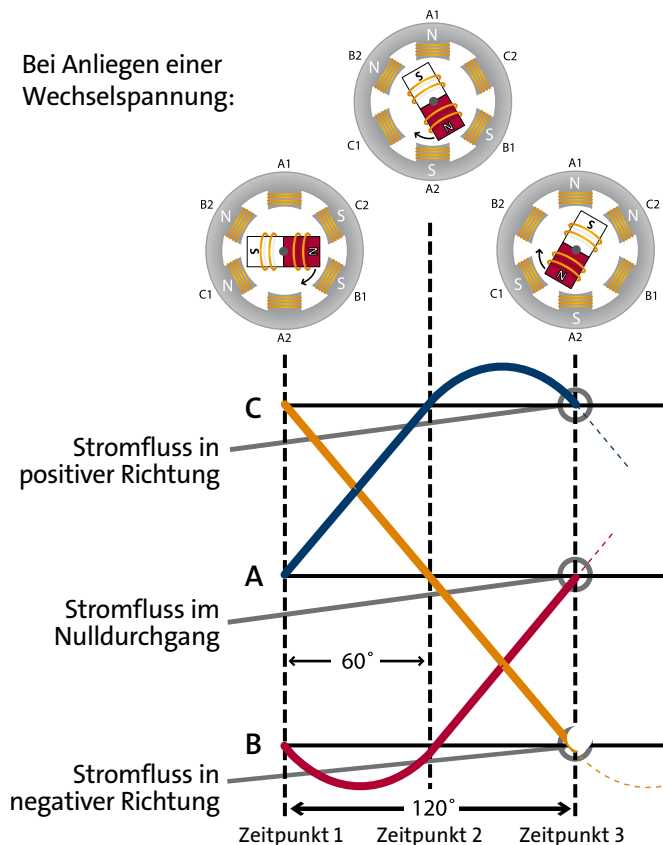 Bei Anliegen einer
Wechselspannung:
A1
B2
N
N
C2
S
N
C1
S
B1
S
A2
A1
B2
N
S
C2
S
N
C1
N
S
B1
A2
A1
B2
N
N
C2
S
N
C1
S
S
B1
A2
C
Stromfluss in
positiver Richtung
A
Stromfluss im
Nulldurchgang
60°
B
Stromfluss in
negativer Richtung
120°
Zeitpunkt 1
Zeitpunkt 2
Zeitpunkt 3